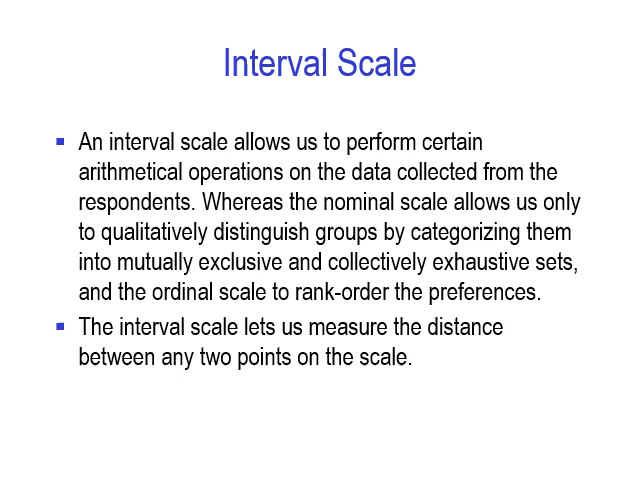 Interval Scale
An interval scale allows us to perform certain
arithmetical operations on the data collected from the
respondents. Whereas the nominal scale allows us only
to qualitatively distinguish groups by categorizing them
into mutually exclusive and collectively exhaustive sets,
and the ordinal scale to rank-order the preferences.
The interval scale lets us measure the distance
between any two points on the scale.